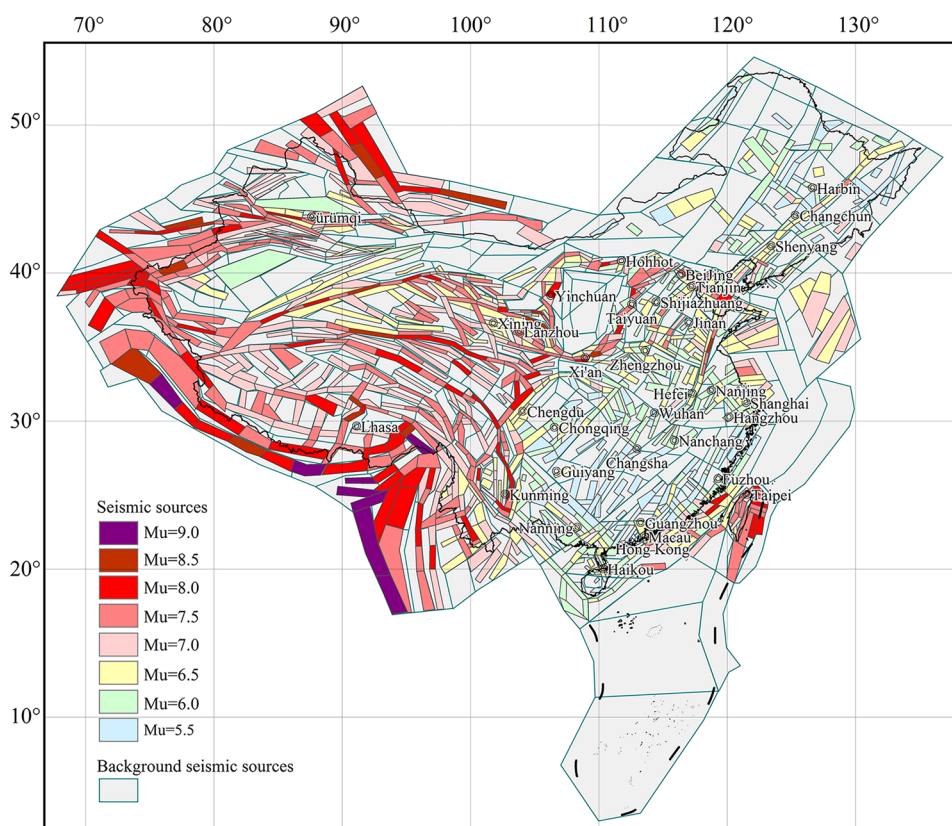 70° 80° 90° 100° 110° 120° 130°
50°
Harbin
ürümqi
Changchun
Shenyang
40°
Hohhot
BeiJing
Tianjin
Yinchuan
Shijiazhuang
Taiyuan
Xining
Lanzhou
Jinan
Xi'an
Zhengzhou
Hefei
Nanjing
Shanghai
30°
Lhasa
Chengdu
Wuhan
Hangzhou
Chongqing
Nanchang
Changsha
Guiyang
Fuzhou
Kunming
Taipei
Nanning
Guangzhou
Macau
Hong Kong
20°
Haikou
10°
Seismic sources
Mu=9.0
Mu=8.5
Mu=8.0
Mu=7.5
Mu=7.0
Mu=6.5
Mu=6.0
Mu=5.5
Background seismic sources